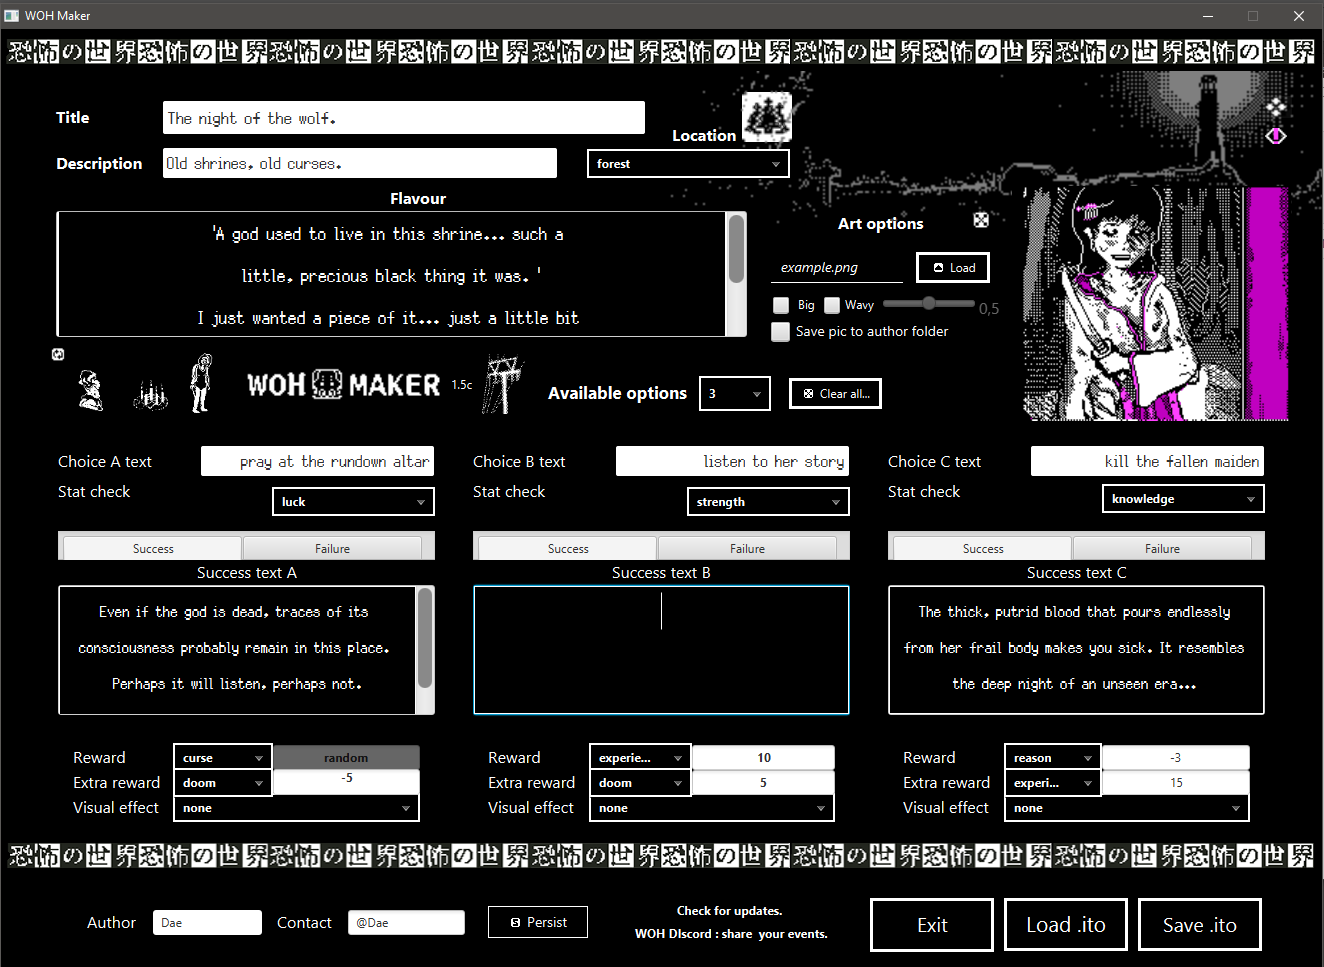 WOH Maker
恐怖の世界恐怖の世界恐怖の世界恐怖の世界恐怖の世界恐怖の世界恐怖の世界恐怖の世界恐怖の世界恐怖の世界
Title
The night of the wolf.
Location
Description
Old shrines, old curses.
forest
Flavour
'A god used to live in this shrine... such a
little, precious black thing it was. '
I just wanted a piece of it... just a little bit
Art options
example.png
Load
Big
Wavy
0,5
Save pic to author folder
WOH MAKER
1.5c
Available options
3
Clear all...
Choice A text
pray at the rundown altar
Stat check
luck
Success
Failure
Success text A
Even if the god is dead, traces of its
consciousness probably remain in this place.
Perhaps it will listen, perhaps not.
Reward
curse
random
Extra reward
doom
-5
Visual effect
none
Choice B text
listen to her story
Stat check
strength
Success
Failure
Success text B
Reward
experie...
10
Extra reward
doom
5
Visual effect
none
Choice C text
kill the fallen maiden
Stat check
knowledge
Success
Failure
Success text C
The thick, putrid blood that pours endlessly
from her frail body makes you sick. It resembles
the deep night of an unseen era...
Reward
reason
-3
Extra reward
experi...
15
Visual effect
none
恐怖の世界恐怖の世界恐怖の世界恐怖の世界恐怖の世界恐怖の世界恐怖の世界恐怖の世界恐怖の世界恐怖の世界
Author
Dae
Contact
@Dae
Persist
Check for updates.
WOH DIscord : share your events.
Exit
Load .ito
Save .ito